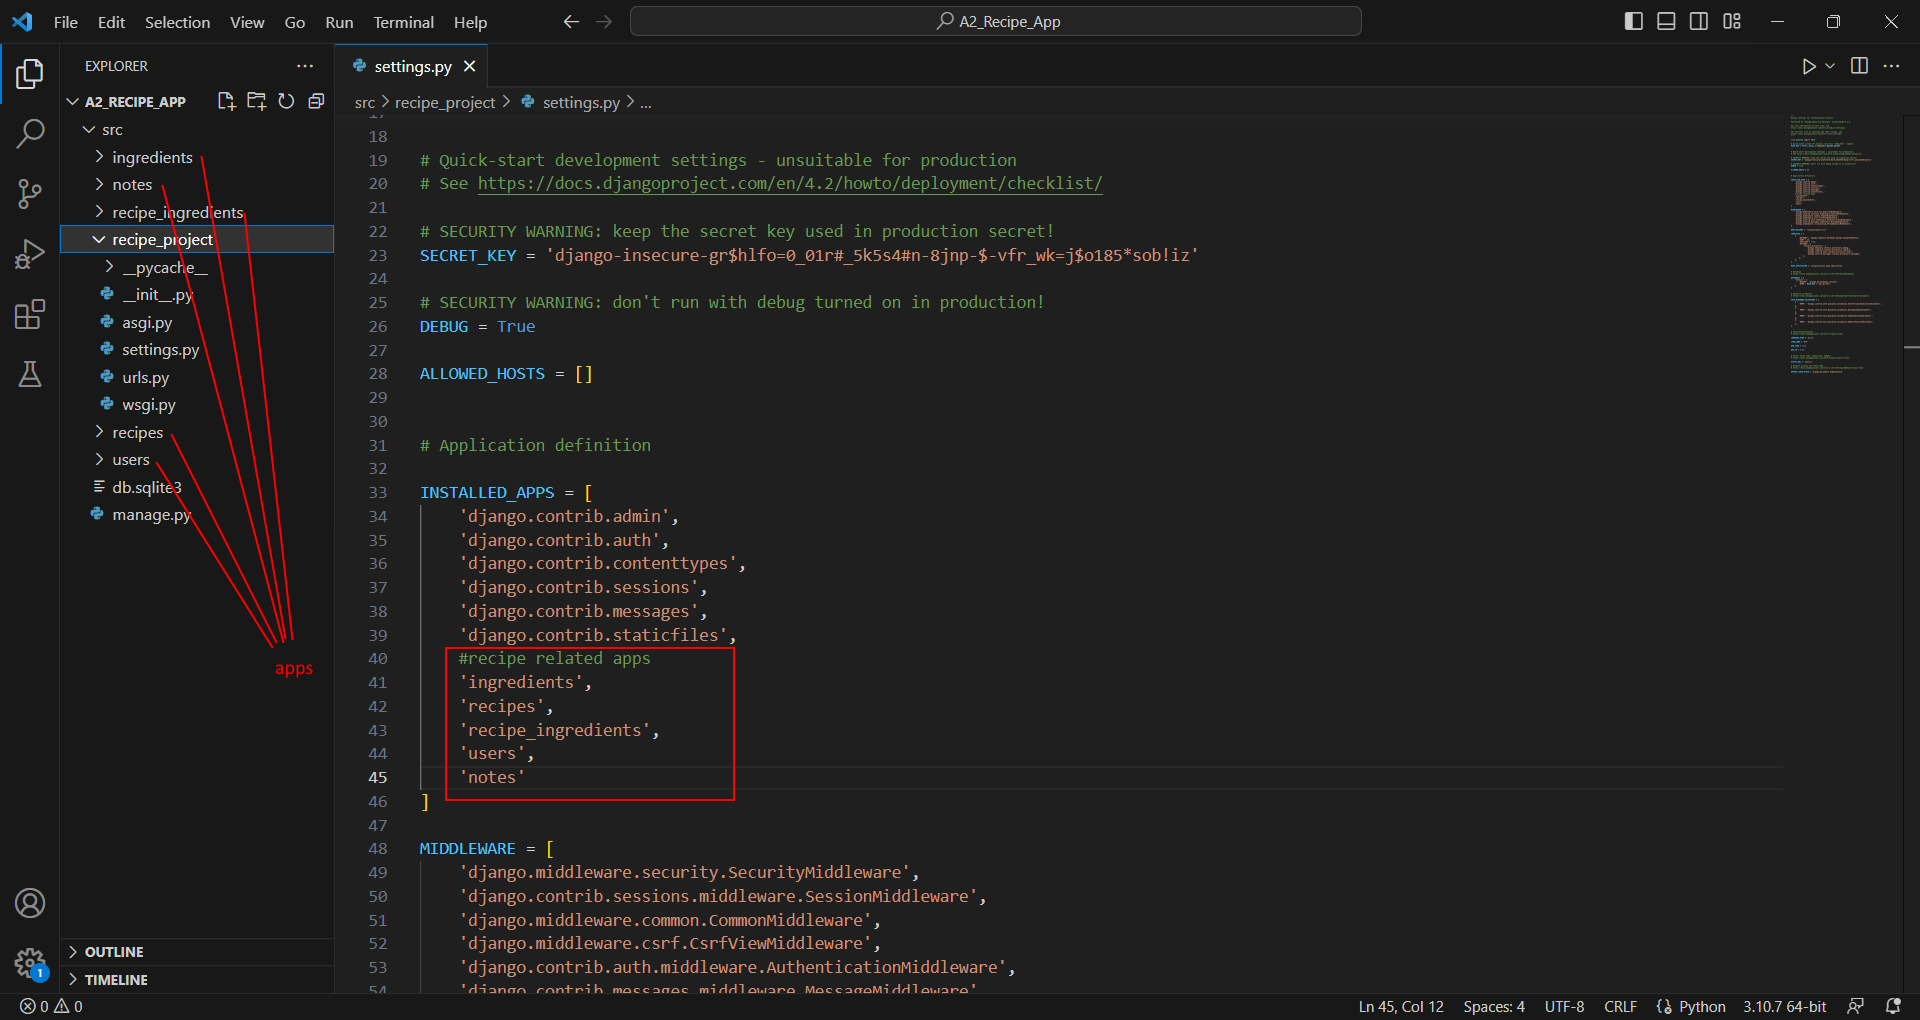 File Edit Selection View Go Run Terminal Help
A2_Recipe_App
EXPLORER
A2_RECIPE_APP
src
ingredients
notes
recipe_ingredients
recipe_project
__pycache__
__init__.py
asgi.py
settings.py
urls.py
wsgi.py
recipes
users
db.sqlite3
manage.py
apps
OUTLINE
TIMELINE
settings.py
src > recipe_project > settings.py > ...
17
18
19 # Quick-start development settings - unsuitable for production
20 # See https://docs.djangoproject.com/en/4.2/howto/deployment/checklist/
21
22 # SECURITY WARNING: keep the secret key used in production secret!
23 SECRET_KEY = 'django-insecure-gr$hlfo=0_01r#_5k5s4#n-8jnp-$-vfr_wk=j$o185*sob!iz'
24
25 # SECURITY WARNING: don't run with debug turned on in production!
26 DEBUG = True
27
28 ALLOWED_HOSTS = []
29
30
31 # Application definition
32
33 INSTALLED_APPS = [
34 'django.contrib.admin',
35 'django.contrib.auth',
36 'django.contrib.contenttypes',
37 'django.contrib.sessions',
38 'django.contrib.messages',
39 'django.contrib.staticfiles',
40 #recipe related apps
41 'ingredients',
42 'recipes',
43 'recipe_ingredients',
44 'users',
45 'notes'
46 ]
47
48 MIDDLEWARE = [
49 'django.middleware.security.SecurityMiddleware',
50 'django.contrib.sessions.middleware.SessionMiddleware',
51 'django.middleware.common.CommonMiddleware',
52 'django.middleware.csrf.CsrfViewMiddleware',
53 'django.contrib.auth.middleware.AuthenticationMiddleware',
54 'django.contrib.messages.middleware.MessageMiddleware'
1
0 0
Ln 45, Col 12 Spaces: 4 UTF-8 CRLF Python 3.10.7 64-bit